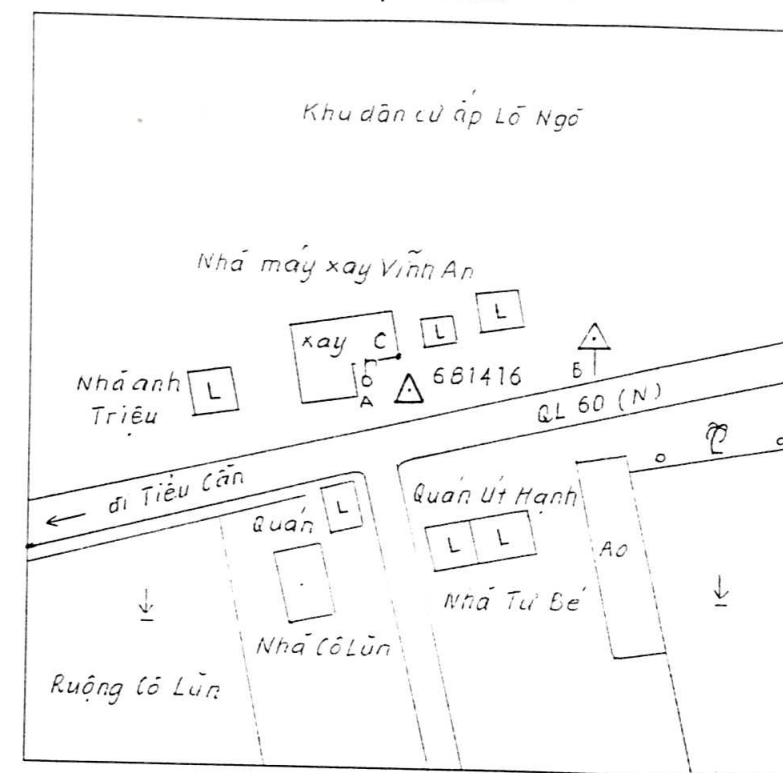 Khu dân cư ấp Lò Ngò
Nhà máy xay Vĩnh An
xay
C
L
L
Nhà anh
Triệu
L
A
681416
B
QL 60 (N)
đi Tiểu Cần
Quán
L
Quán Út Hạnh
L
L
Ao
Nhà Tư Bé
Nhà Cô Lùn
Ruộng Cô Lùn